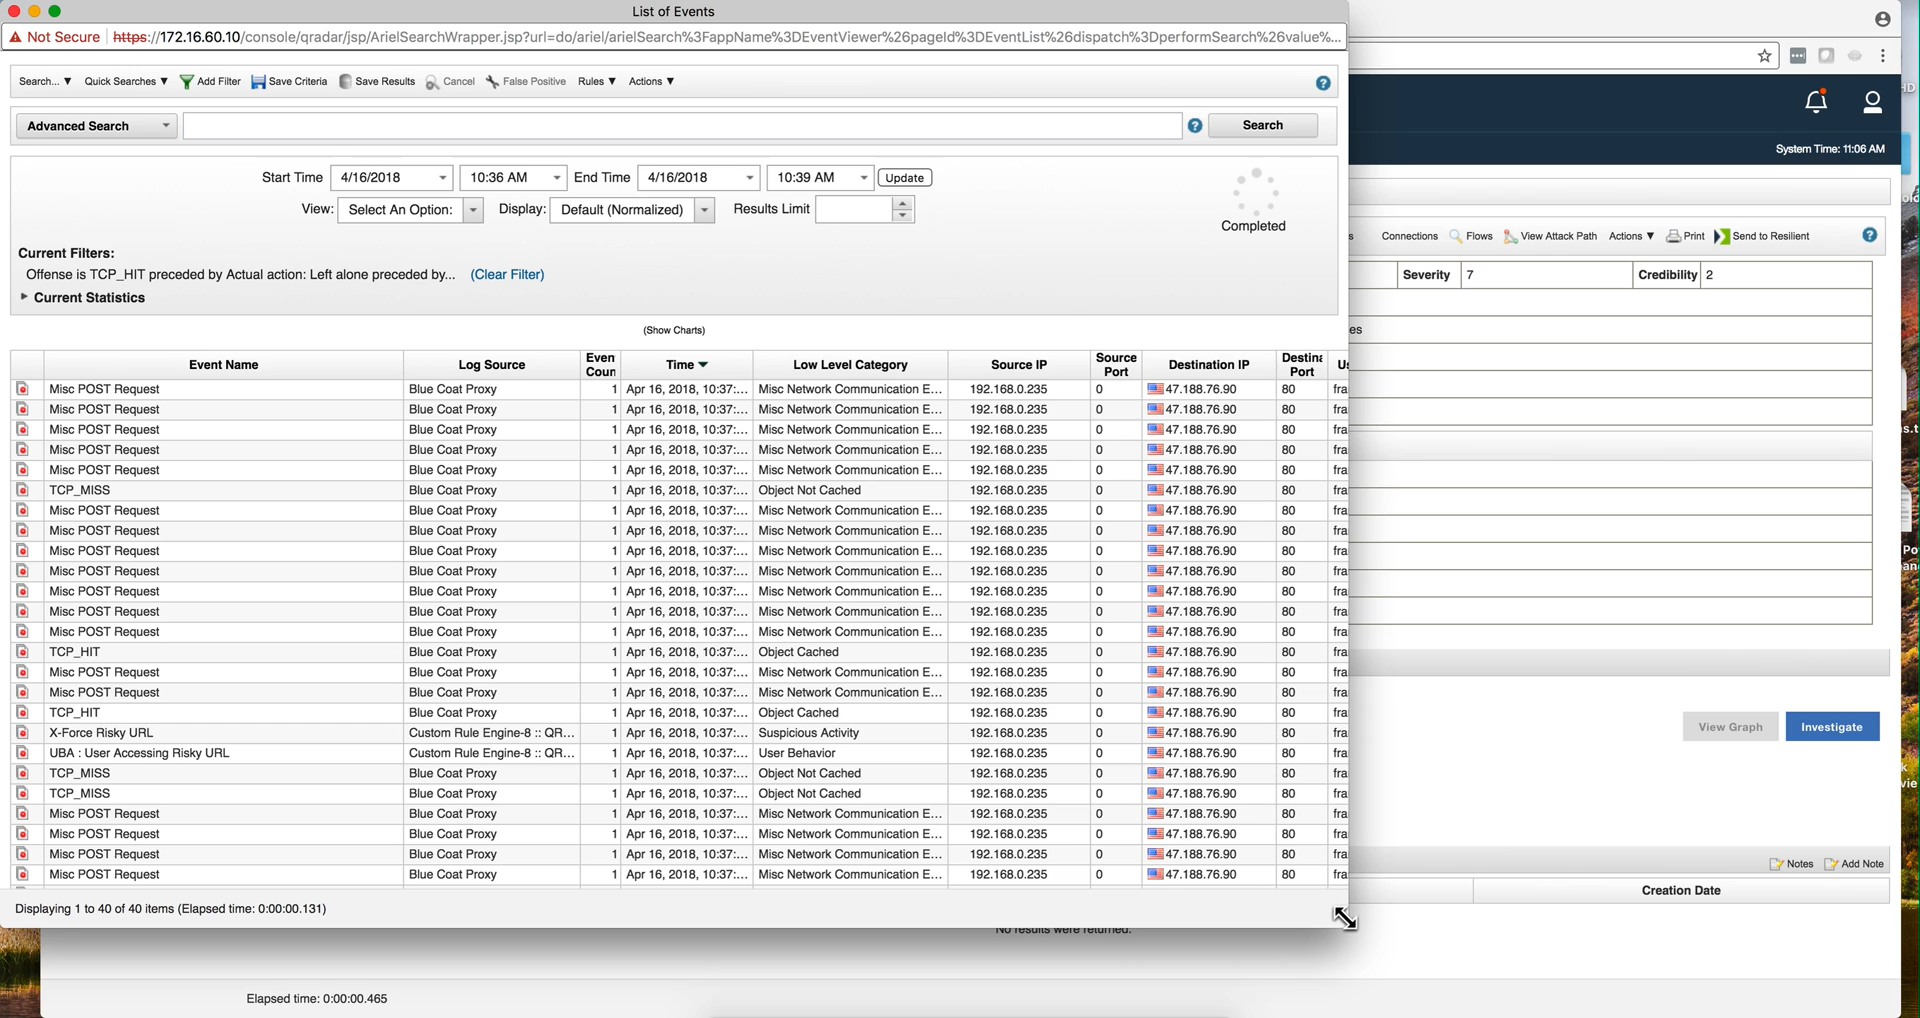 List of Events
Not Secure https://172.16.60.10/console/qradar/jsp/ArielSearchWrapper.jsp?url=do/ariel/arielSearch%3FappName%3DEventViewer%26pageId%3DEventList%26dispatch%3DperformSearch%26value%...
Search... Quick Searches Add Filter Save Criteria Save Results Cancel False Positive Rules Actions
Advanced Search Search
System Time: 11:06 AM
Start Time 4/16/2018 10:36 AM End Time 4/16/2018 10:39 AM Update
View: Select An Option: Display: Default (Normalized) Results Limit
Completed
Connections Flows View Attack Path Actions Print Send to Resilient
Current Filters:
Offense is TCP_HIT preceded by Actual action: Left alone preceded by... (Clear Filter)
Severity 7 Credibility 2
Current Statistics
(Show Charts)
es
Event Name Log Source Even Coun Time Low Level Category Source IP Source Port Destination IP Destina Port Us
Misc POST Request Blue Coat Proxy 1 Apr 16, 2018, 10:37:... Misc Network Communication E... 192.168.0.235 0 47.188.76.90 80 fra
Misc POST Request Blue Coat Proxy 1 Apr 16, 2018, 10:37:... Misc Network Communication E... 192.168.0.235 0 47.188.76.90 80 fra
Misc POST Request Blue Coat Proxy 1 Apr 16, 2018, 10:37:... Misc Network Communication E... 192.168.0.235 0 47.188.76.90 80 fra
Misc POST Request Blue Coat Proxy 1 Apr 16, 2018, 10:37:... Misc Network Communication E... 192.168.0.235 0 47.188.76.90 80 fra
Misc POST Request Blue Coat Proxy 1 Apr 16, 2018, 10:37:... Misc Network Communication E... 192.168.0.235 0 47.188.76.90 80 fra
TCP_MISS Blue Coat Proxy 1 Apr 16, 2018, 10:37:... Object Not Cached 192.168.0.235 0 47.188.76.90 80 fra
Misc POST Request Blue Coat Proxy 1 Apr 16, 2018, 10:37:... Misc Network Communication E... 192.168.0.235 0 47.188.76.90 80 fra
Misc POST Request Blue Coat Proxy 1 Apr 16, 2018, 10:37:... Misc Network Communication E... 192.168.0.235 0 47.188.76.90 80 fra
Misc POST Request Blue Coat Proxy 1 Apr 16, 2018, 10:37:... Misc Network Communication E... 192.168.0.235 0 47.188.76.90 80 fra
Misc POST Request Blue Coat Proxy 1 Apr 16, 2018, 10:37:... Misc Network Communication E... 192.168.0.235 0 47.188.76.90 80 fra
Misc POST Request Blue Coat Proxy 1 Apr 16, 2018, 10:37:... Misc Network Communication E... 192.168.0.235 0 47.188.76.90 80 fra
Misc POST Request Blue Coat Proxy 1 Apr 16, 2018, 10:37:... Misc Network Communication E... 192.168.0.235 0 47.188.76.90 80 fra
Misc POST Request Blue Coat Proxy 1 Apr 16, 2018, 10:37:... Misc Network Communication E... 192.168.0.235 0 47.188.76.90 80 fra
TCP_HIT Blue Coat Proxy 1 Apr 16, 2018, 10:37:... Object Cached 192.168.0.235 0 47.188.76.90 80 fra
Misc POST Request Blue Coat Proxy 1 Apr 16, 2018, 10:37:... Misc Network Communication E... 192.168.0.235 0 47.188.76.90 80 fra
Misc POST Request Blue Coat Proxy 1 Apr 16, 2018, 10:37:... Misc Network Communication E... 192.168.0.235 0 47.188.76.90 80 fra
TCP_HIT Blue Coat Proxy 1 Apr 16, 2018, 10:37:... Object Cached 192.168.0.235 0 47.188.76.90 80 fra
X-Force Risky URL Custom Rule Engine-8 :: QR... 1 Apr 16, 2018, 10:37:... Suspicious Activity 192.168.0.235 0 47.188.76.90 80 fra
UBA : User Accessing Risky URL Custom Rule Engine-8 :: QR... 1 Apr 16, 2018, 10:37:... User Behavior 192.168.0.235 0 47.188.76.90 80 fra
TCP_MISS Blue Coat Proxy 1 Apr 16, 2018, 10:37:... Object Not Cached 192.168.0.235 0 47.188.76.90 80 fra
TCP_MISS Blue Coat Proxy 1 Apr 16, 2018, 10:37:... Object Not Cached 192.168.0.235 0 47.188.76.90 80 fra
Misc POST Request Blue Coat Proxy 1 Apr 16, 2018, 10:37:... Misc Network Communication E... 192.168.0.235 0 47.188.76.90 80 fra
Misc POST Request Blue Coat Proxy 1 Apr 16, 2018, 10:37:... Misc Network Communication E... 192.168.0.235 0 47.188.76.90 80 fra
Misc POST Request Blue Coat Proxy 1 Apr 16, 2018, 10:37:... Misc Network Communication E... 192.168.0.235 0 47.188.76.90 80 fra
Misc POST Request Blue Coat Proxy 1 Apr 16, 2018, 10:37:... Misc Network Communication E... 192.168.0.235 0 47.188.76.90 80 fra
View Graph Investigate
Notes Add Note
Creation Date
Displaying 1 to 40 of 40 items (Elapsed time: 0:00:00.131)
No results were returned.
Elapsed time: 0:00:00.465